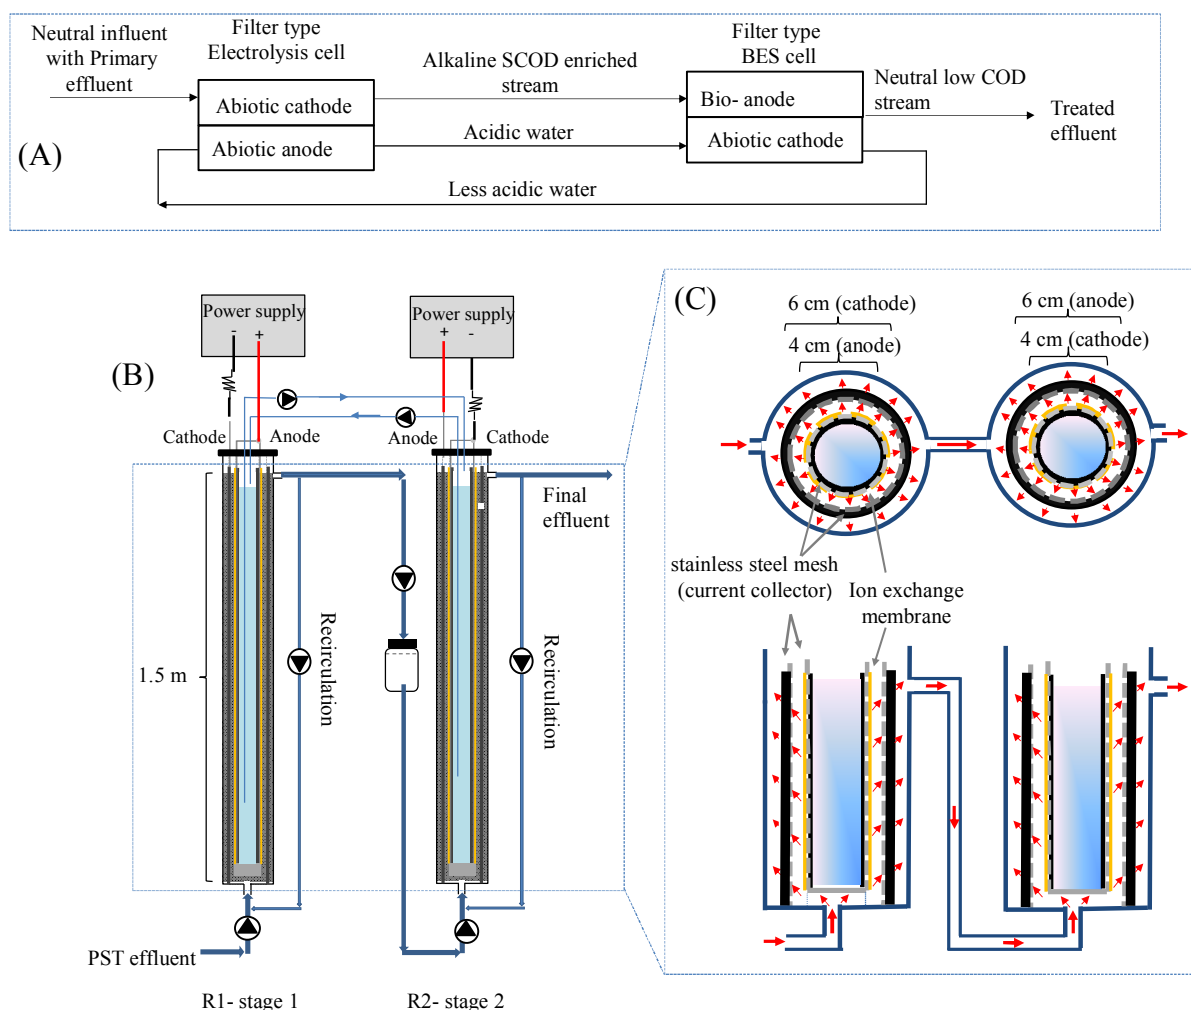 (A)
Neutral influent
with Primary
effluent
Filter type
Electrolysis cell
Abiotic cathode
Abiotic anode
Alkaline SCOD enriched
stream
Acidic water
Less acidic water
Filter type
BES cell
Bio- anode
Abiotic cathode
Neutral low COD
stream
Treated
effluent
(B)
Power supply
- +
Power supply
+ -
Cathode
Anode
Anode
Cathode
1.5 m
Recirculation
Recirculation
Final
effluent
PST effluent
R1- stage 1
R2- stage 2
(C)
6 cm (cathode)
4 cm (anode)
6 cm (anode)
4 cm (cathode)
stainless steel mesh
(current collector)
Ion exchange
membrane